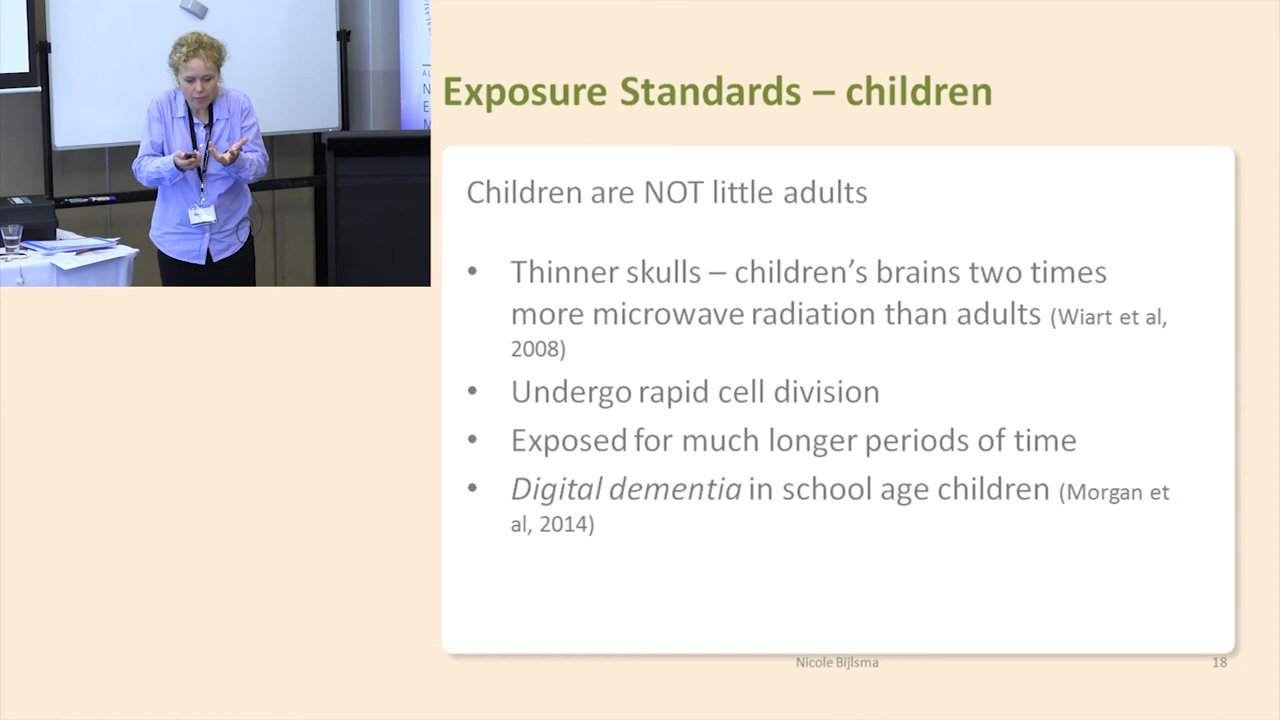 Exposure Standards – children
Children are NOT little adults
• Thinner skulls – children's brains two times
more microwave radiation than adults (Wiart et al,
2008)
• Undergo rapid cell division
• Exposed for much longer periods of time
• Digital dementia in school age children (Morgan et
al, 2014)
Nicole Bijlsma
18